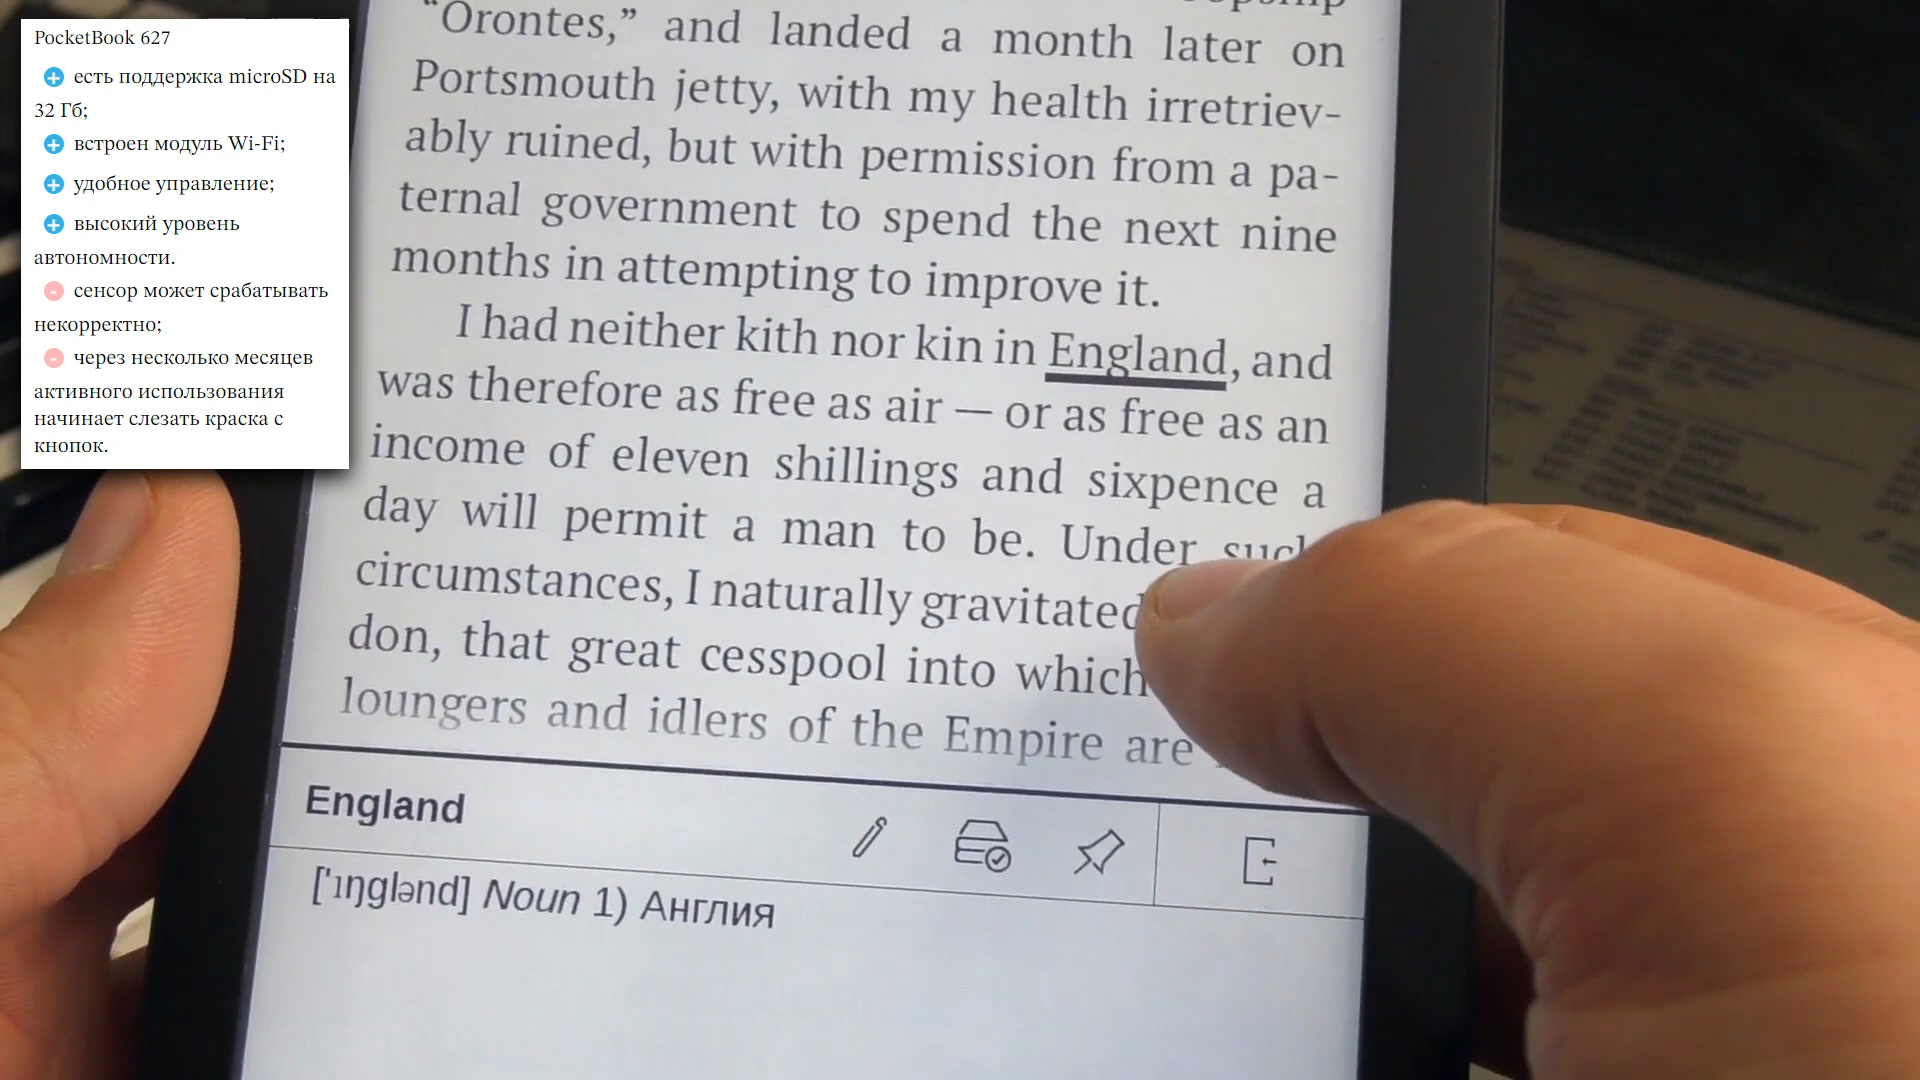 PocketBook 627
+ есть поддержка microSD на
32 Гб;
+ встроен модуль Wi-Fi;
+ удобное управление;
+ высокий уровень
автономности.
- сенсор может срабатывать
некорректно;
- через несколько месяцев
активного использования
начинает слезать краска с
кнопок.
“Orontes,” and landed a month later on
Portsmouth jetty, with my health irretriev-
ably ruined, but with permission from a pa-
ternal government to spend the next nine
months in attempting to improve it.
I had neither kith nor kin in England, and
was therefore as free as air — or as free as an
income of eleven shillings and sixpence a
day will permit a man to be. Under such
circumstances, I naturally gravitated
don, that great cesspool into which
loungers and idlers of the Empire are
England
['ıŋglənd] Noun 1) Англия